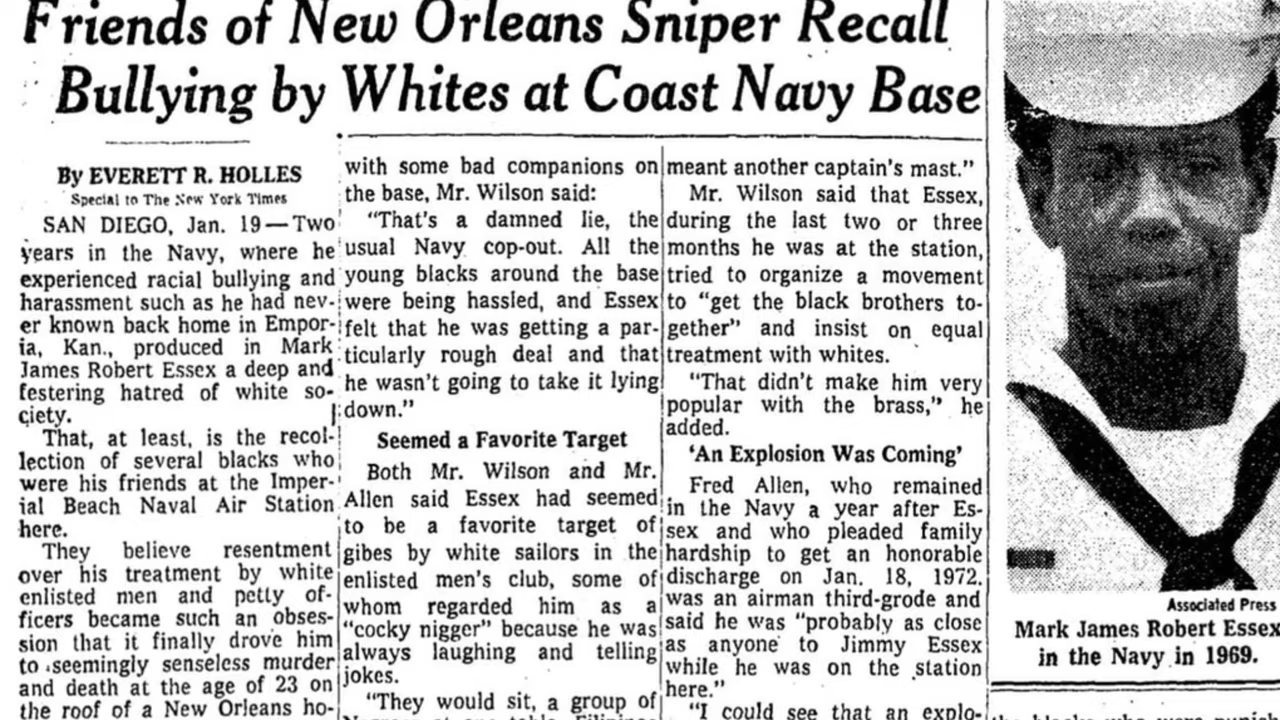 Friends of New Orleans Sniper Recall
Bullying by Whites at Coast Navy Base
By EVERETT R. HOLLES
Special to The New York Times
SAN DIEGO, Jan. 19—Two
years in the Navy, where he
experienced racial bullying and
harassment such as he had nev-
er known back home in Empor-
ia, Kan., produced in Mark
James Robert Essex a deep and
festering hatred of white so-
ciety.
That, at least, is the recol-
lection of several blacks who
were his friends at the Imper-
ial Beach Naval Air Station
here.
They believe resentment
over his treatment by white
enlisted men and petty of-
ficers became such an obses-
sion that it finally drove him
to seemingly senseless murder
and death at the age of 23 on
the roof of a New Orleans ho-
with some bad companions on
the base, Mr. Wilson said:
"That's a damned lie, the
usual Navy cop-out. All the
young blacks around the base
were being hassled, and Essex
felt that he was getting a par-
ticularly rough deal and that
he wasn't going to take it lying
down."
Seemed a Favorite Target
Both Mr. Wilson and Mr.
Allen said Essex had seemed
to be a favorite target of
gibes by white sailors in the
enlisted men's club, some of
whom regarded him as a
"cocky nigger" because he was
always laughing and telling
jokes.
"They would sit, a group of
Negroes at one table, Filipinos
meant another captain's mast."
Mr. Wilson said that Essex,
during the last two or three
months he was at the station,
tried to organize a movement
to "get the black brothers to-
gether" and insist on equal
treatment with whites.
"That didn't make him very
popular with the brass," he
added.
'An Explosion Was Coming'
Fred Allen, who remained
in the Navy a year after Es-
sex and who pleaded family
hardship to get an honorable
discharge on Jan. 18, 1972.
was an airman third-grode and
said he was "probably as close
as anyone to Jimmy Essex
while he was on the station
here."
"I could see that an explo-
Associated Press
Mark James Robert Essex
in the Navy in 1969.
the blacks who were punish